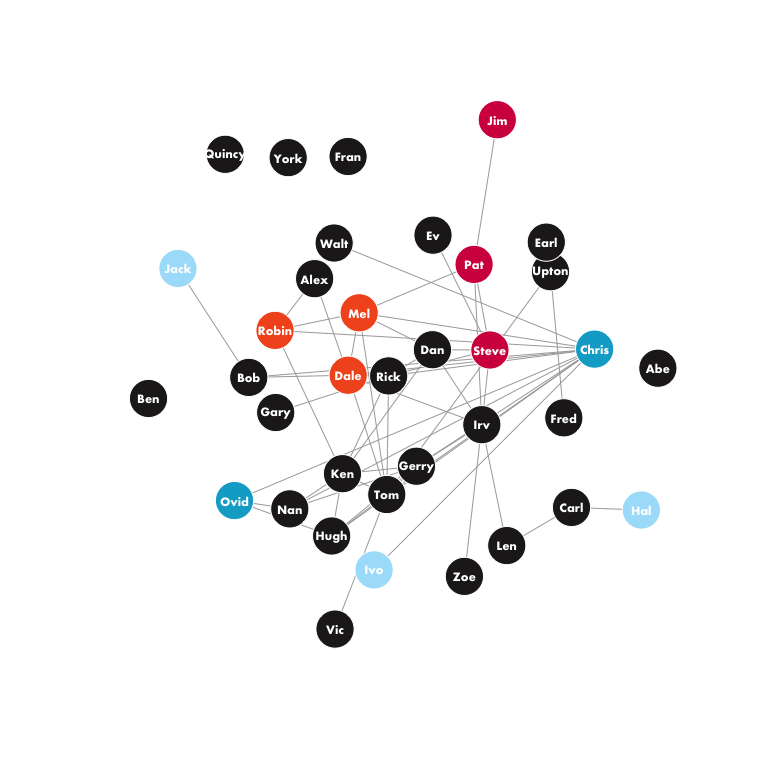 Jim
Quincy
York
Fran
Walt
Ev
Earl
Pat
Upton
Jack
Alex
Mel
Robin
Dan
Steve
Chris
Abe
Bob
Dale
Rick
Ben
Gary
Fred
Irv
Ken
Gerry
Ovid
Nan
Tom
Carl
Hal
Hugh
Len
Ivo
Zoe
Vic